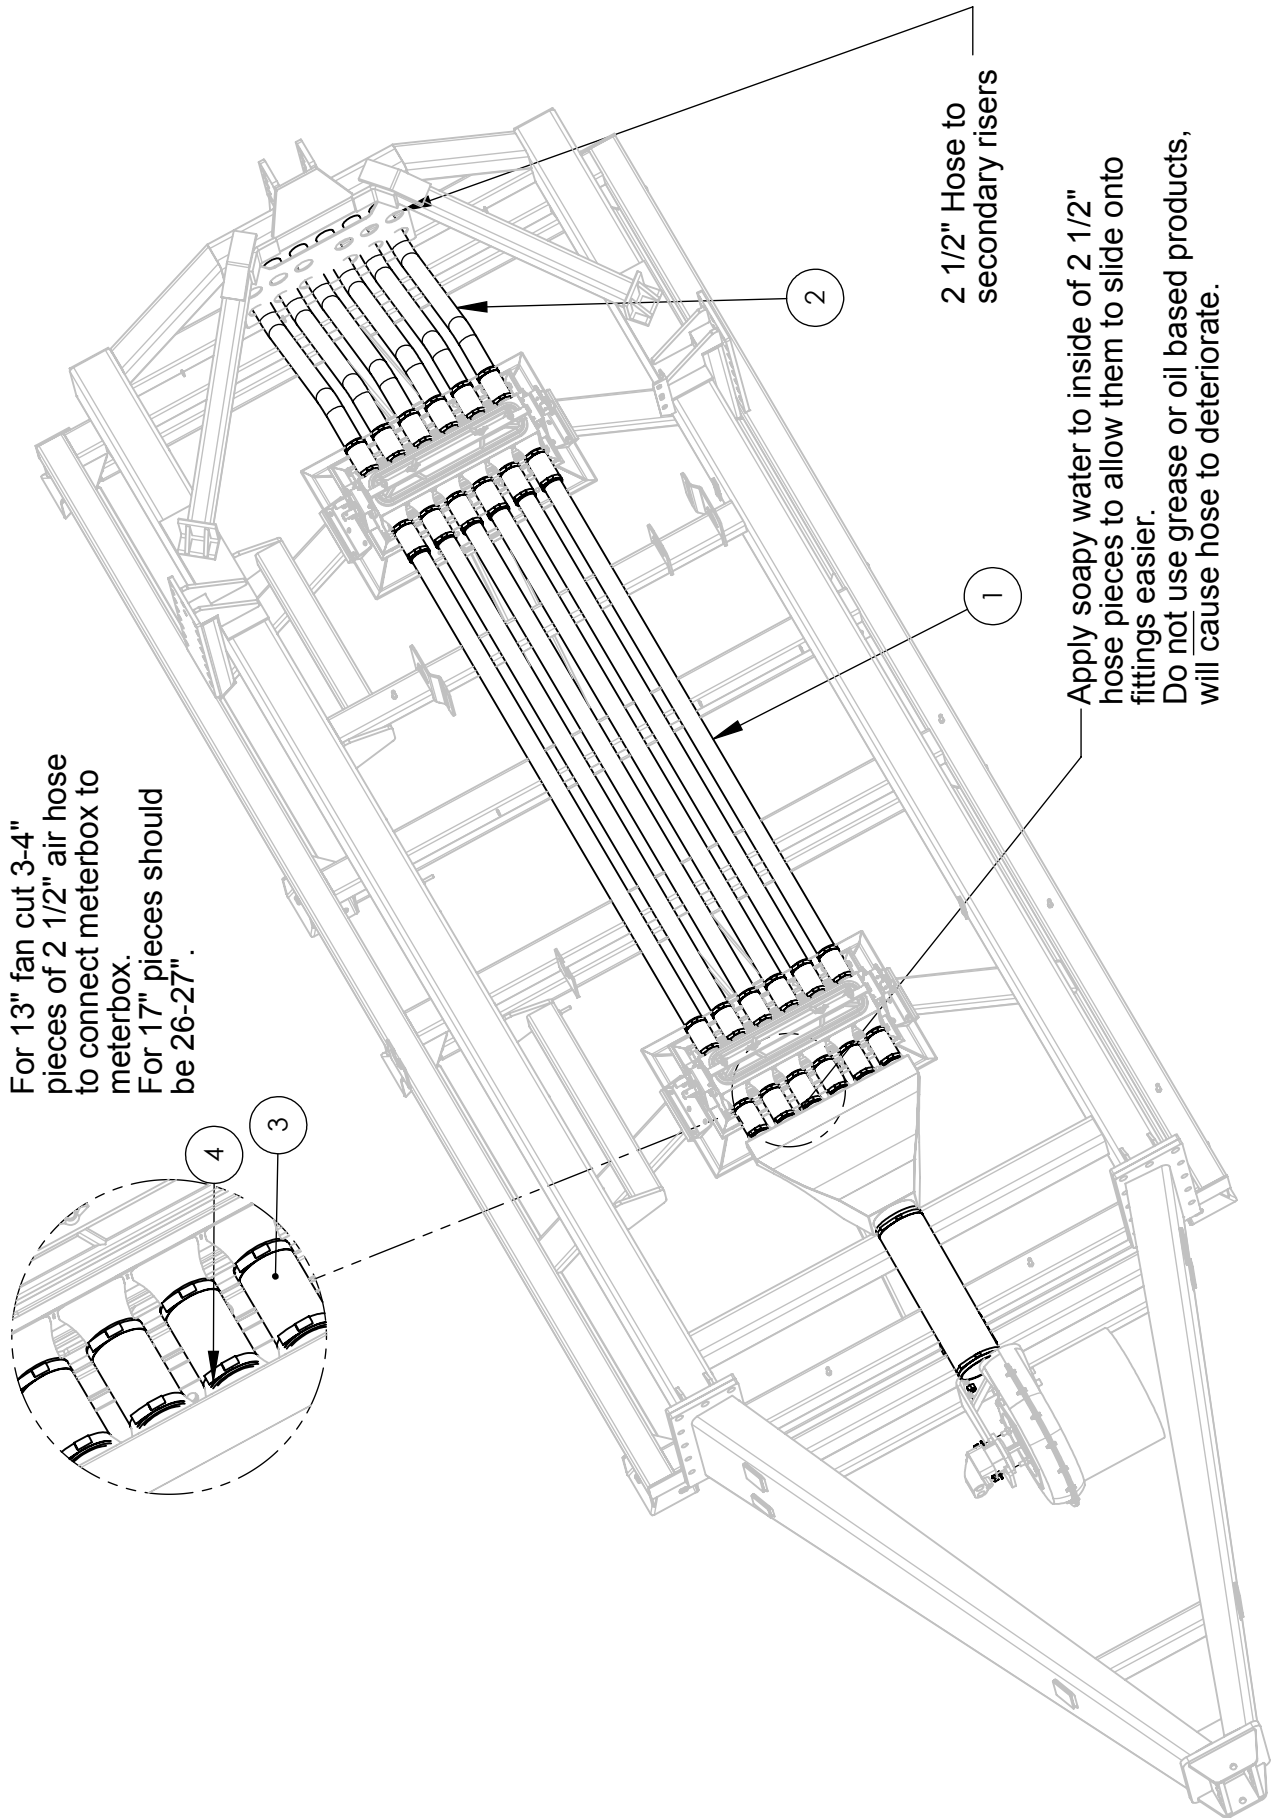 For 13" fan cut 3-4"
pieces of 2 1/2" air hose
to connect meterbox to
meterbox.
For 17" pieces should
be 26-27".
4
3
2 1/2" Hose to
secondary risers
2
1
Apply soapy water to inside of 2 1/2"
hose pieces to allow them to slide onto
fittings easier.
Do not use grease or oil based products,
will cause hose to deteriorate.